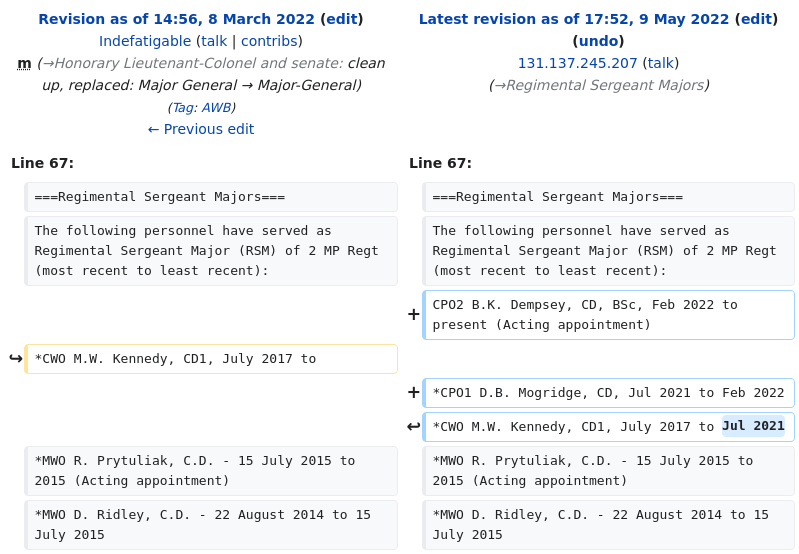 Revision as of 14:56, 8 March 2022 (edit)
Indefatigable (talk | contribs)
m (→Honorary Lieutenant-Colonel and senate: clean
up, replaced: Major General → Major-General)
(Tag: AWB)
← Previous edit
Latest revision as of 17:52, 9 May 2022 (edit)
(undo)
131.137.245.207 (talk)
(→Regimental Sergeant Majors)
Line 67:
Line 67:
===Regimental Sergeant Majors===
===Regimental Sergeant Majors===
The following personnel have served as
Regimental Sergeant Major (RSM) of 2 MP Regt
(most recent to least recent):
The following personnel have served as
Regimental Sergeant Major (RSM) of 2 MP Regt
(most recent to least recent):
+ CPO2 B.K. Dempsey, CD, BSc, Feb 2022 to
present (Acting appointment)
↪ *CWO M.W. Kennedy, CD1, July 2017 to
+ *CPO1 D.B. Mogridge, CD, Jul 2021 to Feb 2022
↩ *CWO M.W. Kennedy, CD1, July 2017 to Jul 2021
*MWO R. Prytuliak, C.D. - 15 July 2015 to
2015 (Acting appointment)
*MWO R. Prytuliak, C.D. - 15 July 2015 to
2015 (Acting appointment)
*MWO D. Ridley, C.D. - 22 August 2014 to 15
July 2015
*MWO D. Ridley, C.D. - 22 August 2014 to 15
July 2015